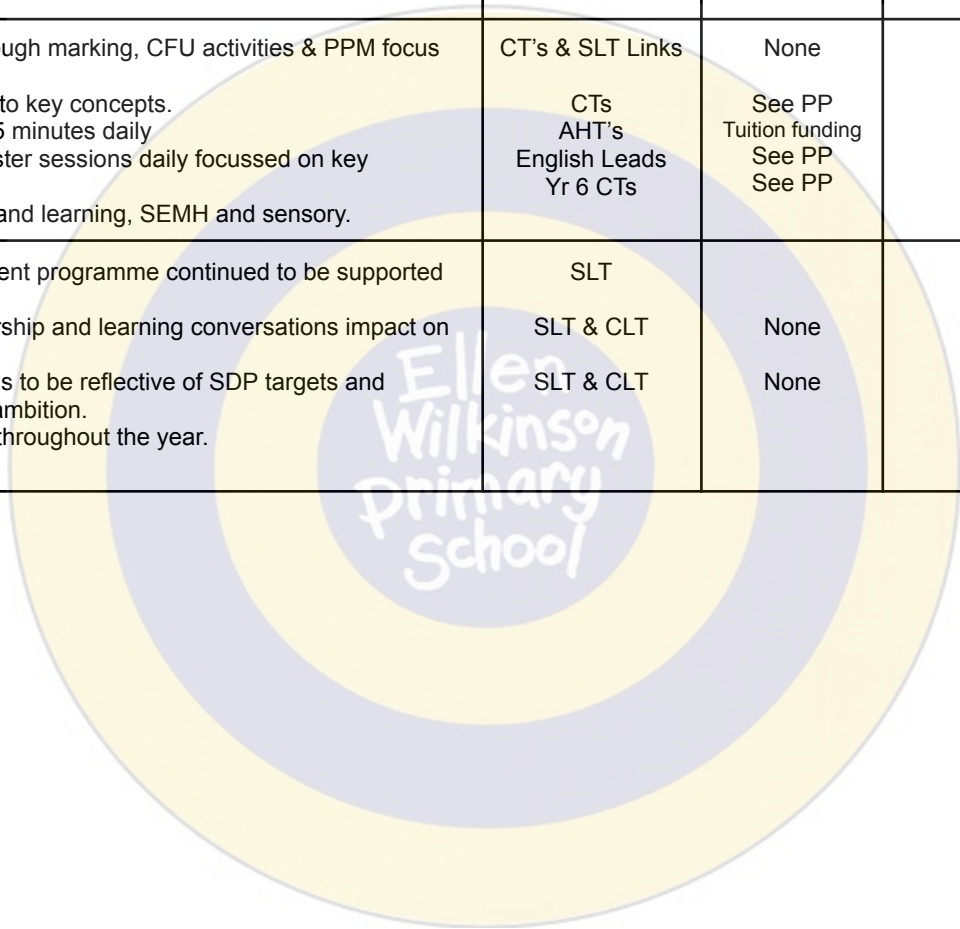 ough marking, CFU activities & PPM focus
CT's & SLT Links
None
to key concepts.
CTs
See PP
5 minutes daily
AHT's
Tuition funding
ster sessions daily focussed on key
English Leads
See PP
Yr 6 CTs
See PP
and learning, SEMH and sensory.
ent programme continued to be supported
SLT
rship and learning conversations impact on
SLT & CLT
None
s to be reflective of SDP targets and
SLT & CLT
None
ambition.
throughout the year.
Ellen
Wilkinson
Primary
School